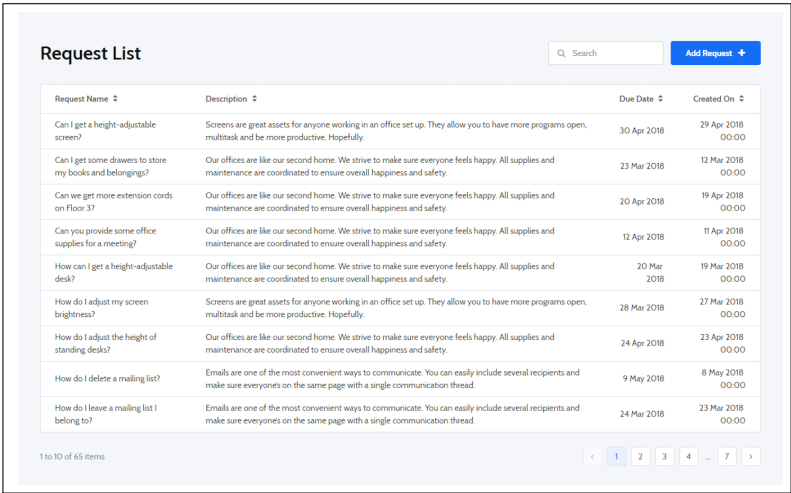 Request List
Search
Add Request +
Request Name
Description
Due Date
Created On
Can I get a height-adjustable
screen?
Screens are great assets for anyone working in an office set up. They allow you to have more programs open,
multitask and be more productive. Hopefully.
30 Apr 2018
29 Apr 2018
00:00
Can I get some drawers to store
my books and belongings?
Our offices are like our second home. We strive to make sure everyone feels happy. All supplies and
maintenance are coordinated to ensure overall happiness and safety.
23 Mar 2018
12 Mar 2018
00:00
Can we get more extension cords
on Floor 3?
Our offices are like our second home. We strive to make sure everyone feels happy. All supplies and
maintenance are coordinated to ensure overall happiness and safety.
20 Apr 2018
19 Apr 2018
00:00
Can you provide some office
supplies for a meeting?
Our offices are like our second home. We strive to make sure everyone feels happy. All supplies and
maintenance are coordinated to ensure overall happiness and safety.
12 Apr 2018
11 Apr 2018
00:00
How can I get a height-adjustable
desk?
Our offices are like our second home. We strive to make sure everyone feels happy. All supplies and
maintenance are coordinated to ensure overall happiness and safety.
20 Mar
2018
19 Mar 2018
00:00
How do I adjust my screen
brightness?
Screens are great assets for anyone working in an office set up. They allow you to have more programs open,
multitask and be more productive. Hopefully.
28 Mar 2018
27 Mar 2018
00:00
How do I adjust the height of
standing desks?
Our offices are like our second home. We strive to make sure everyone feels happy. All supplies and
maintenance are coordinated to ensure overall happiness and safety.
24 Apr 2018
23 Apr 2018
00:00
How do I delete a mailing list?
Emails are one of the most convenient ways to communicate. You can easily include several recipients and
make sure everyone's on the same page with a single communication thread.
9 May 2018
8 May 2018
00:00
How do I leave a mailing list I
belong to?
Emails are one of the most convenient ways to communicate. You can easily include several recipients and
make sure everyone's on the same page with a single communication thread.
24 Mar 2018
23 Mar 2018
00:00
1 to 10 of 65 items
< 1 2 3 4 ... 7 >